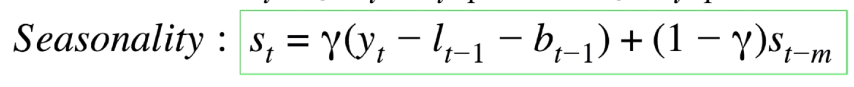 Seasonality : s_t = γ(y_t − l_{t−1} − b_{t−1}) + (1 − γ)s_{t−m}